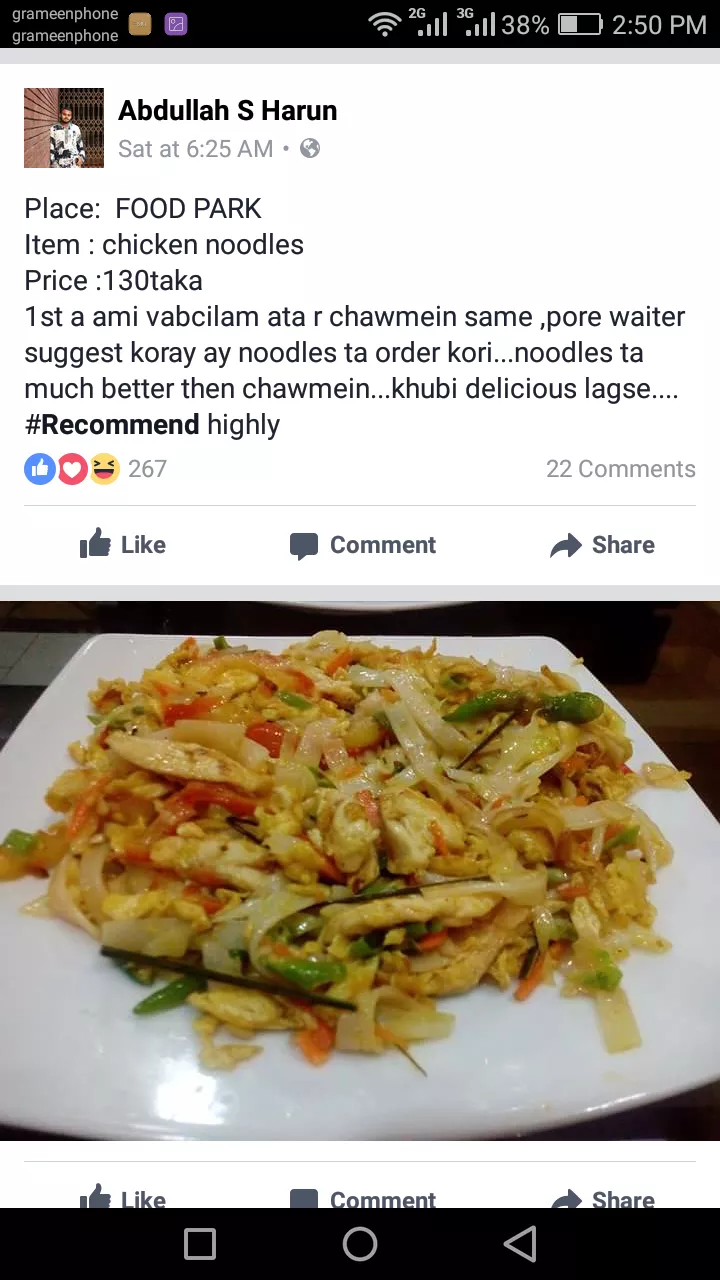 grameenphone
grameenphone
2G 3G 38% 2:50 PM
Abdullah S Harun
Sat at 6:25 AM •
Place: FOOD PARK
Item : chicken noodles
Price :130taka
1st a ami vabcilam ata r chawmein same ,pore waiter
suggest koray ay noodles ta order kori...noodles ta
much better then chawmein...khubi delicious lagse....
#Recommend highly
267 22 Comments
Like Comment Share
Like Comment Share